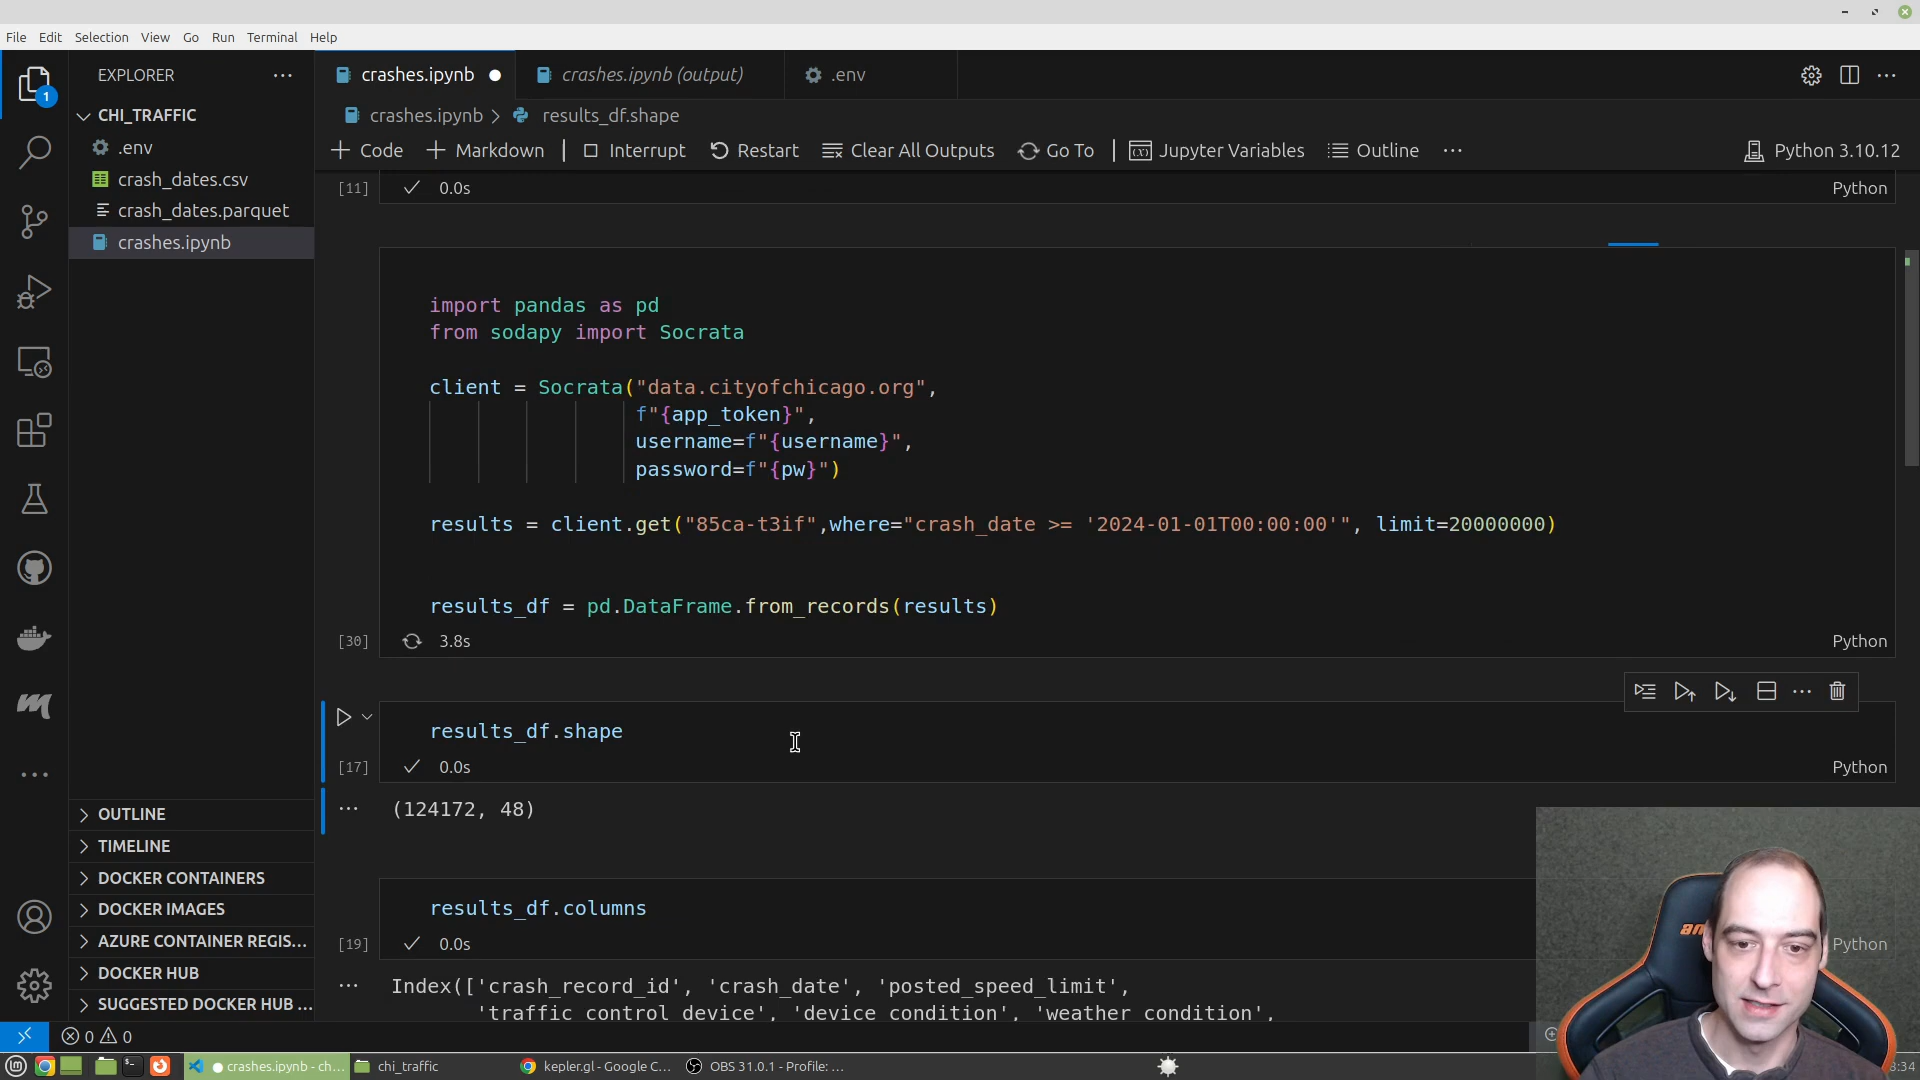 File Edit Selection View Go Run Terminal Help
EXPLORER
crashes.ipynb
crashes.ipynb (output)
.env
1
CHI_TRAFFIC
.env
crash_dates.csv
crash_dates.parquet
crashes.ipynb
crashes.ipynb > results_df.shape
Code Markdown Interrupt Restart Clear All Outputs Go To Jupyter Variables Outline Python 3.10.12
[11] 0.0s Python
import pandas as pd
from sodapy import Socrata
client = Socrata("data.cityofchicago.org",
f"{app_token}",
username=f"{username}",
password=f"{pw}")
results = client.get("85ca-t3if",where="crash_date >= '2024-01-01T00:00:00'", limit=20000000)
results_df = pd.DataFrame.from_records(results)
[30] 3.8s Python
results_df.shape
[17] 0.0s Python
(124172, 48)
results_df.columns
[19] 0.0s Python
Index(['crash_record_id', 'crash_date', 'posted_speed_limit',
'traffic_control_device', 'device_condition', 'weather_condition',
OUTLINE
TIMELINE
DOCKER CONTAINERS
DOCKER IMAGES
AZURE CONTAINER REGIS...
DOCKER HUB
SUGGESTED DOCKER HUB ...
0 0
crashes.ipynb - ch... chi_traffic kepler.gl - Google C... OBS 31.0.1 - Profile: ...